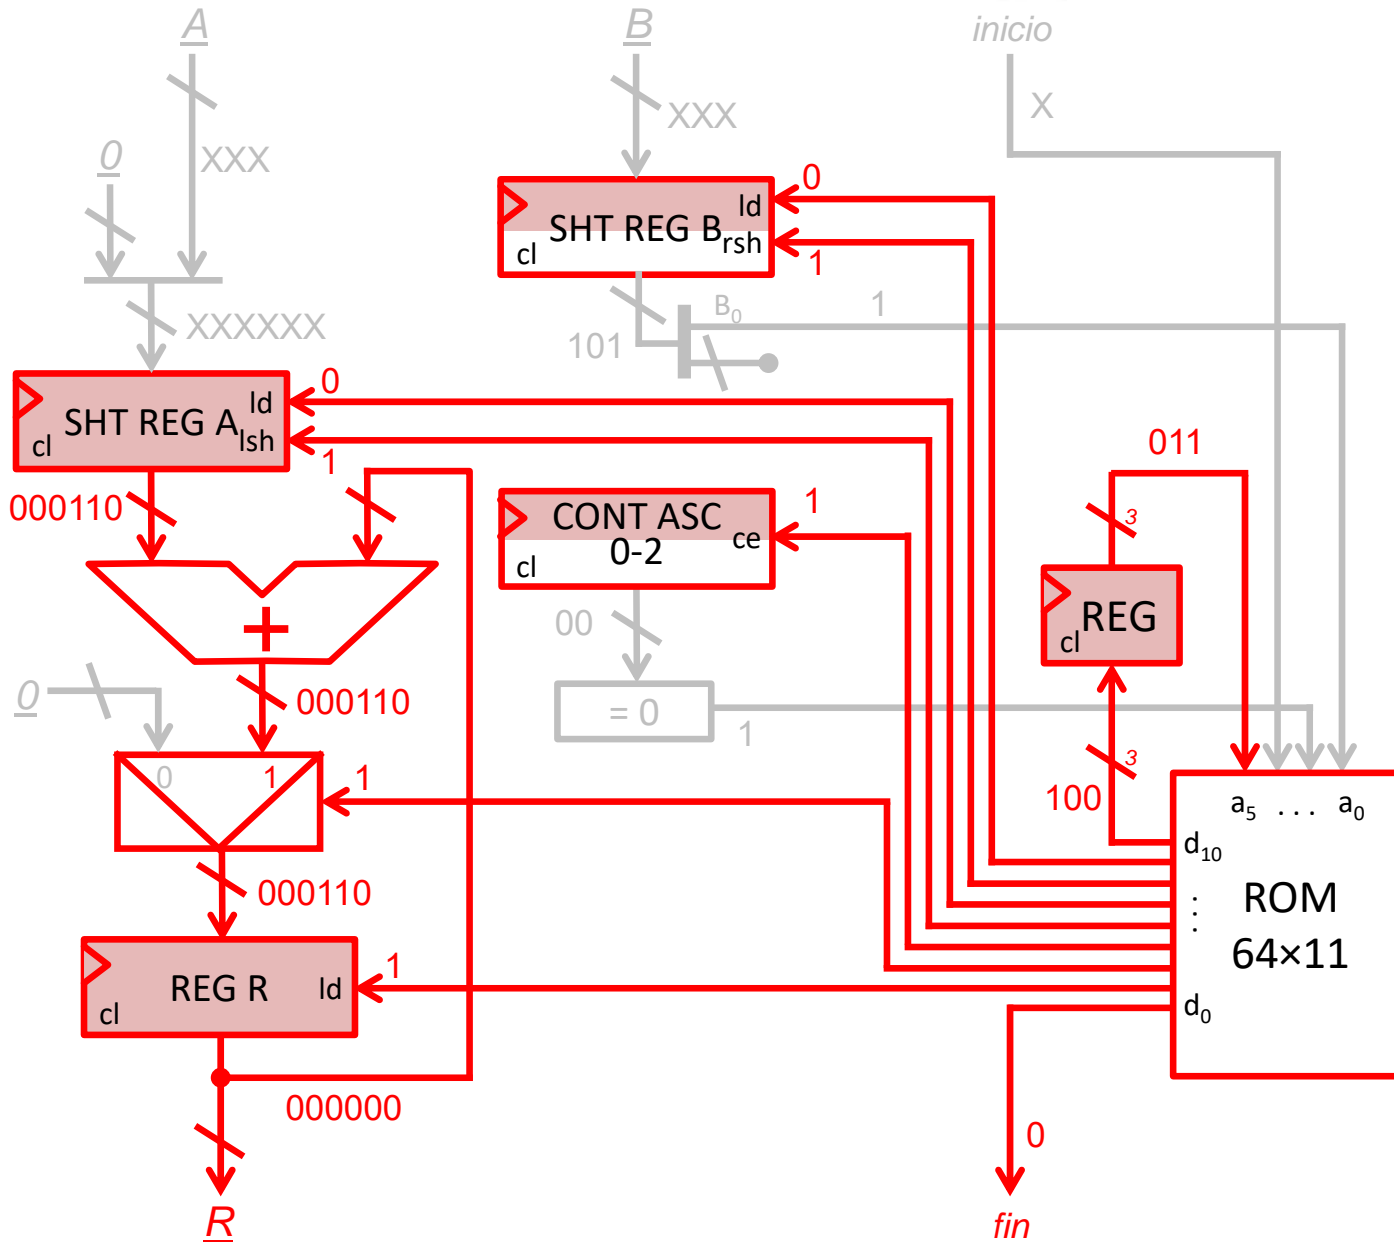 A B inicio
XXX X
0 XXX
0
SHT REG B ld rsh cl
1
XXXXXX
B0 1
101
0
SHT REG A ld lsh cl
1
011
000110
1
CONT ASC
0-2 ce cl
3
00
REG cl
+
000110
0
= 0
1
3
0 1
1
100
a5 . . . a0
d10
000110
ROM
64×11
. . .
1
REG R ld cl
d0
000000
0
R fin